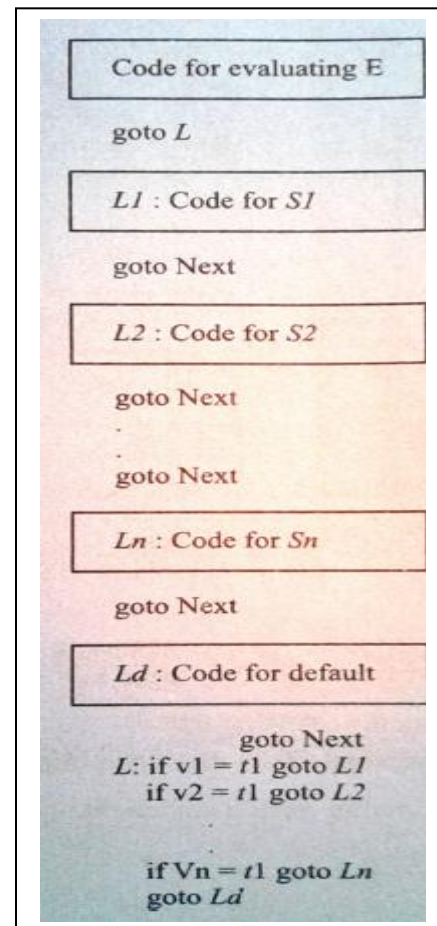 Code for evaluating E
goto L
L1 : Code for S1
goto Next
L2 : Code for S2
goto Next
.
.
goto Next
Ln : Code for Sn
goto Next
Ld : Code for default
goto Next
L: if v1 = t1 goto L1
if v2 = t1 goto L2
.
if Vn = t1 goto Ln
goto Ld